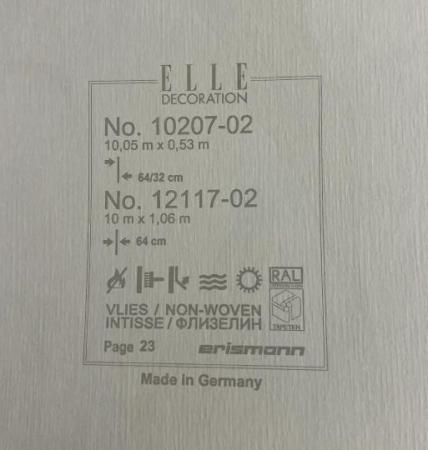 ELLE
DECORATION
No. 10207-02
10,05 m x 0,53 m
64/32 cm
No. 12117-02
10 m x 1,06 m
64 cm
RAL
TAPETEN
VLIES / NON-WOVEN
INTISSE / ФЛИЗЕЛИН
Page 23
erismann
Made in Germany